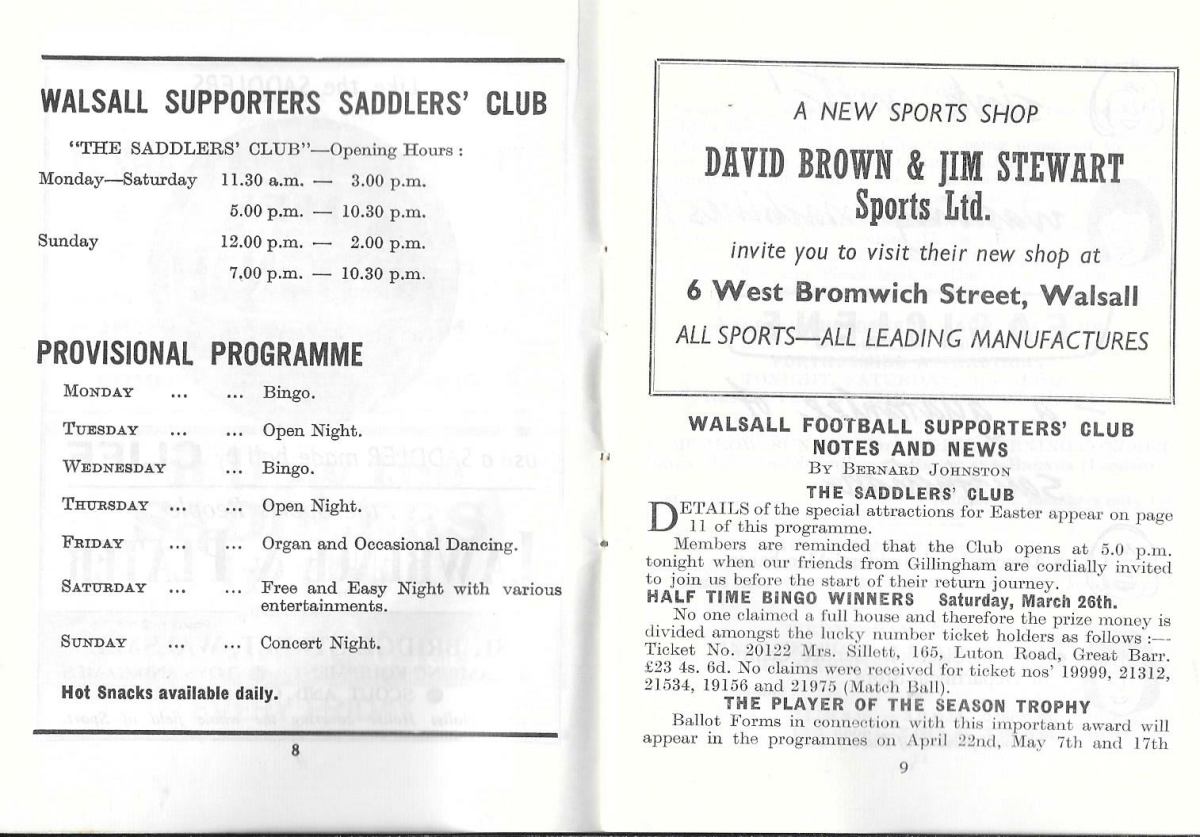 WALSALL SUPPORTERS SADDLERS' CLUB
"THE SADDLERS' CLUB"—Opening Hours :
Monday—Saturday 11.30 a.m. — 3.00 p.m.
5.00 p.m. — 10.30 p.m.
Sunday 12.00 p.m. — 2.00 p.m.
7.00 p.m. — 10.30 p.m.
PROVISIONAL PROGRAMME
MONDAY ... ... Bingo.
TUESDAY ... ... Open Night.
WEDNESDAY ... Bingo.
THURSDAY ... ... Open Night.
FRIDAY ... ... Organ and Occasional Dancing.
SATURDAY ... ... Free and Easy Night with various
entertainments.
SUNDAY ... ... Concert Night.
Hot Snacks available daily.
8
A NEW SPORTS SHOP
DAVID BROWN & JIM STEWART
Sports Ltd.
invite you to visit their new shop at
6 West Bromwich Street, Walsall
ALL SPORTS—ALL LEADING MANUFACTURES
WALSALL FOOTBALL SUPPORTERS' CLUB
NOTES AND NEWS
BY BERNARD JOHNSTON
THE SADDLERS' CLUB
DETAILS of the special attractions for Easter appear on page
11 of this programme.
Members are reminded that the Club opens at 5.0 p.m.
tonight when our friends from Gillingham are cordially invited
to join us before the start of their return journey.
HALF TIME BINGO WINNERS Saturday, March 26th.
No one claimed a full house and therefore the prize money is
divided amongst the lucky number ticket holders as follows :—
Ticket No. 20122 Mrs. Sillett, 165, Luton Road, Great Barr.
£23 4s. 6d. No claims were received for ticket nos' 19999, 21312,
21534, 19156 and 21975 (Match Ball).
THE PLAYER OF THE SEASON TROPHY
Ballot Forms in connection with this important award will
appear in the programmes on April 22nd, May 7th and 17th
9